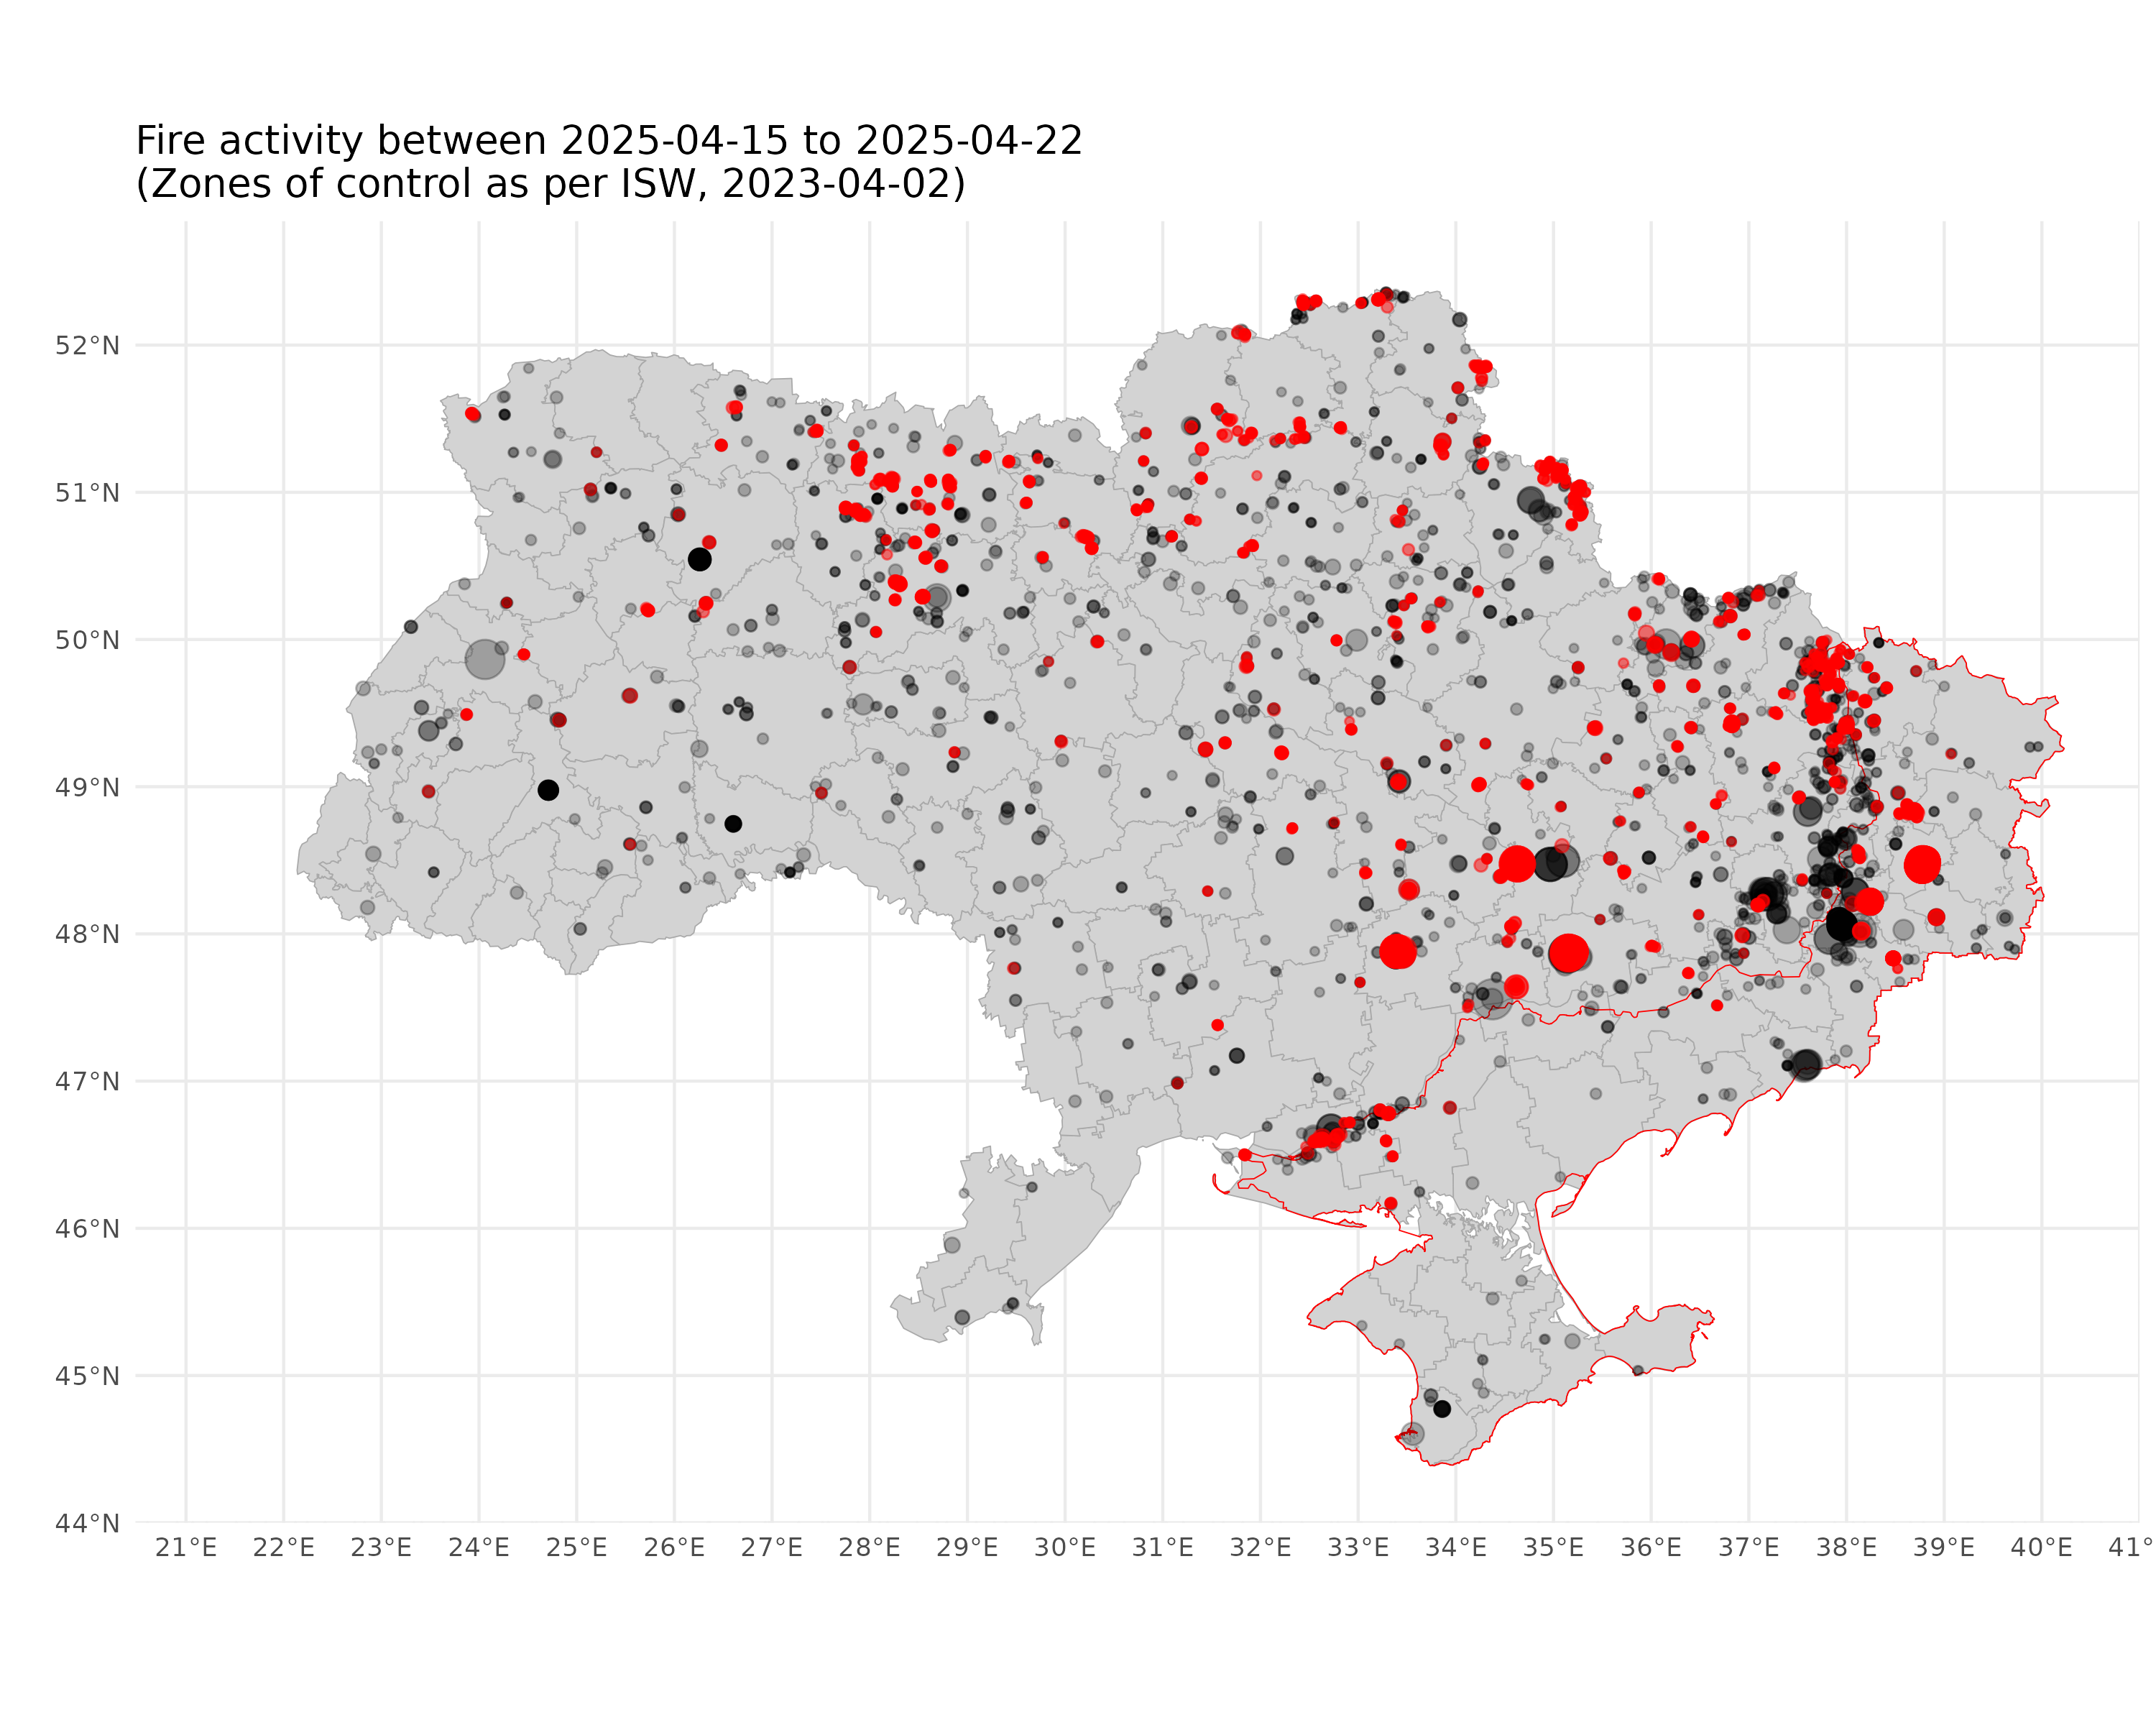 Fire activity between 2025-04-15 to 2025-04-22
(Zones of control as per ISW, 2023-04-02)
52°N
51°N
50°N
49°N
48°N
47°N
46°N
45°N
44°N
21°E 22°E 23°E 24°E 25°E 26°E 27°E 28°E 29°E 30°E 31°E 32°E 33°E 34°E 35°E 36°E 37°E 38°E 39°E 40°E 41°